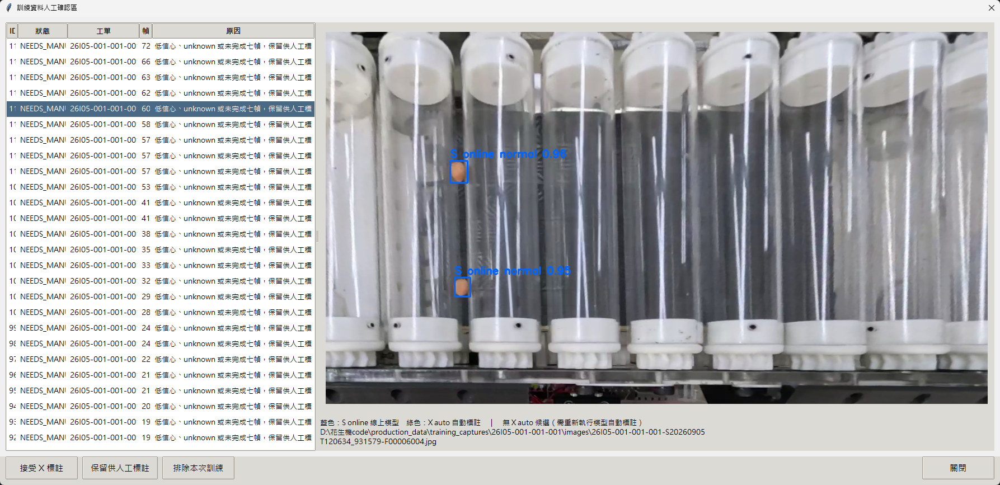 訓練資料人工確認區
ID 狀態 工單 幀 原因
11 NEEDS_MANU 26I05-001-001-00 72 低信心、unknown 或未完成七幀，保留供人工標
11 NEEDS_MANU 26I05-001-001-00 66 低信心、unknown 或未完成七幀，保留供人工標
11 NEEDS_MANU 26I05-001-001-00 63 低信心、unknown 或未完成七幀，保留供人工標
11 NEEDS_MANU 26I05-001-001-00 62 低信心、unknown 或未完成七幀，保留供人工標
11 NEEDS_MANU 26I05-001-001-00 60 低信心、unknown 或未完成七幀，保留供人工標
11 NEEDS_MANU 26I05-001-001-00 58 低信心、unknown 或未完成七幀，保留供人工標
11 NEEDS_MANU 26I05-001-001-00 57 低信心、unknown 或未完成七幀，保留供人工標
11 NEEDS_MANU 26I05-001-001-00 57 低信心、unknown 或未完成七幀，保留供人工標
11 NEEDS_MANU 26I05-001-001-00 57 低信心、unknown 或未完成七幀，保留供人工標
10 NEEDS_MANU 26I05-001-001-00 53 低信心、unknown 或未完成七幀，保留供人工標
10 NEEDS_MANU 26I05-001-001-00 41 低信心、unknown 或未完成七幀，保留供人工標
10 NEEDS_MANU 26I05-001-001-00 41 低信心、unknown 或未完成七幀，保留供人工標
10 NEEDS_MANU 26I05-001-001-00 38 低信心、unknown 或未完成七幀，保留供人工標
10 NEEDS_MANU 26I05-001-001-00 35 低信心、unknown 或未完成七幀，保留供人工標
10 NEEDS_MANU 26I05-001-001-00 33 低信心、unknown 或未完成七幀，保留供人工標
10 NEEDS_MANU 26I05-001-001-00 32 低信心、unknown 或未完成七幀，保留供人工標
10 NEEDS_MANU 26I05-001-001-00 29 低信心、unknown 或未完成七幀，保留供人工標
10 NEEDS_MANU 26I05-001-001-00 28 低信心、unknown 或未完成七幀，保留供人工標
99 NEEDS_MANU 26I05-001-001-00 24 低信心、unknown 或未完成七幀，保留供人工標
98 NEEDS_MANU 26I05-001-001-00 24 低信心、unknown 或未完成七幀，保留供人工標
97 NEEDS_MANU 26I05-001-001-00 22 低信心、unknown 或未完成七幀，保留供人工標
96 NEEDS_MANU 26I05-001-001-00 21 低信心、unknown 或未完成七幀，保留供人工標
95 NEEDS_MANU 26I05-001-001-00 21 低信心、unknown 或未完成七幀，保留供人工標
94 NEEDS_MANU 26I05-001-001-00 20 低信心、unknown 或未完成七幀，保留供人工標
93 NEEDS_MANU 26I05-001-001-00 19 低信心、unknown 或未完成七幀，保留供人工標
92 NEEDS_MANU 26I05-001-001-00 19 低信心、unknown 或未完成七幀，保留供人工標
S online normal 0.96
S online normal 0.95
藍色：S online 線上模型 綠色：X auto 自動標註 | 無 X auto 候選（需重新執行模型自動標註）
D:\花生機code\production_data\training_captures\26I05-001-001-001\images\26I05-001-001-001-S20260905
T120634_931579-F00006004.jpg
接受 X 標註 保留供人工標註 排除本次訓練 關閉